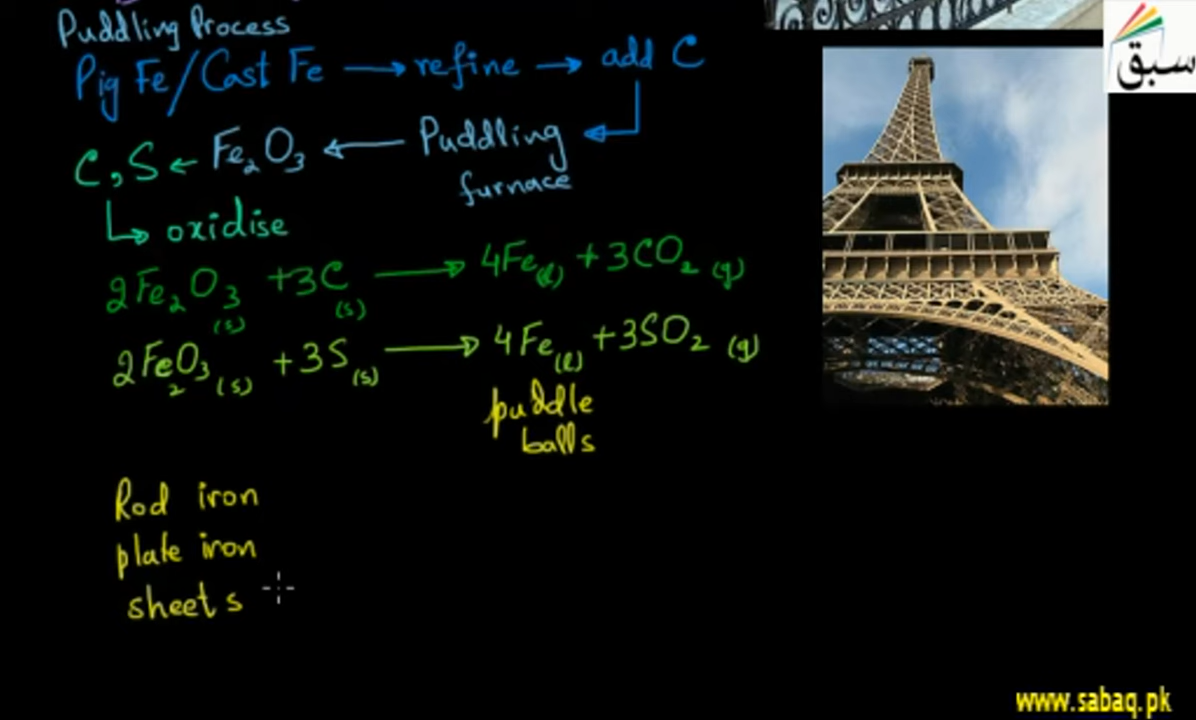 Puddling Process
Pig Fe/Cast Fe → refine → add C
C, S ← Fe₂O₃ ← Puddling furnace
↳ oxidise
2Fe₂O₃ (s) + 3C (s) → 4Fe (l) + 3CO₂ (g)
2Fe₂O₃ (s) + 3S (s) → 4Fe (l) + 3SO₂ (g)
puddle
balls
Rod iron
plate iron
sheets
سبق
www.sabaq.pk